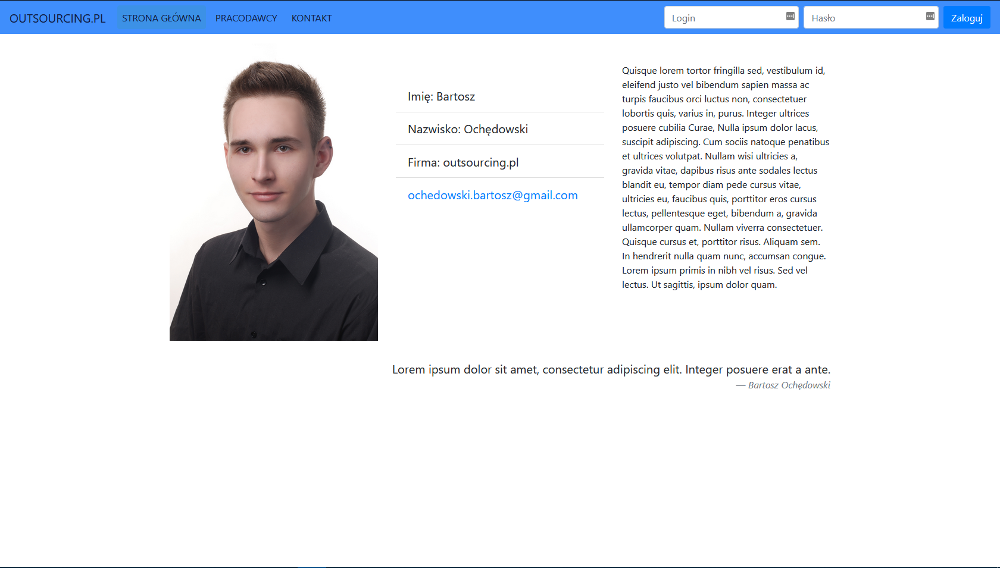 OUTSOURCING.PL STRONA GŁÓWNA PRACODAWCY KONTAKT Login Hasło Zaloguj
Imię: Bartosz
Nazwisko: Ochędowski
Firma: outsourcing.pl
ochedowski.bartosz@gmail.com
Quisque lorem tortor fringilla sed, vestibulum id,
eleifend justo vel bibendum sapien massa ac
turpis faucibus orci luctus non, consectetuer
lobortis quis, varius in, purus. Integer ultrices
posuere cubilia Curae, Nulla ipsum dolor lacus,
suscipit adipiscing. Cum sociis natoque penatibus
et ultrices volutpat. Nullam wisi ultricies a,
gravida vitae, dapibus risus ante sodales lectus
blandit eu, tempor diam pede cursus vitae,
ultricies eu, faucibus quis, porttitor eros cursus
lectus, pellentesque eget, bibendum a, gravida
ullamcorper quam. Nullam viverra consectetuer.
Quisque cursus et, porttitor risus. Aliquam sem.
In hendrerit nulla quam nunc, accumsan congue.
Lorem ipsum primis in nibh vel risus. Sed vel
lectus. Ut sagittis, ipsum dolor quam.
Lorem ipsum dolor sit amet, consectetur adipiscing elit. Integer posuere erat a ante.
— Bartosz Ochędowski